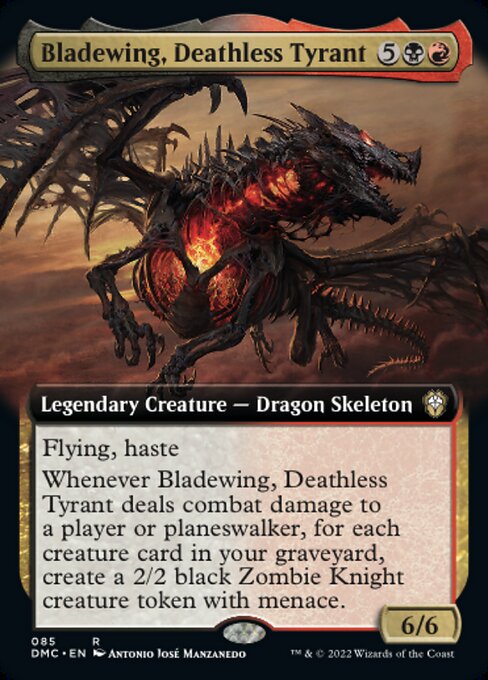 Bladewing, Deathless Tyrant 5
Legendary Creature — Dragon Skeleton
Flying, haste
Whenever Bladewing, Deathless
Tyrant deals combat damage to
a player or planeswalker, for each
creature card in your graveyard,
create a 2/2 black Zombie Knight
creature token with menace.
6/6
085 R
DMC • EN Antonio José Manzanedo ™ & © 2022 Wizards of the Coast